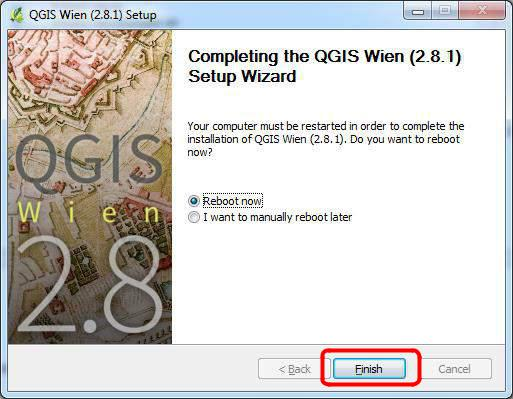 QGIS Wien (2.8.1) Setup
Completing the QGIS Wien (2.8.1)
Setup Wizard
Your computer must be restarted in order to complete the
installation of QGIS Wien (2.8.1). Do you want to reboot
now?
Reboot now
I want to manually reboot later
QGIS
Wien
2.8
< Back
Finish
Cancel